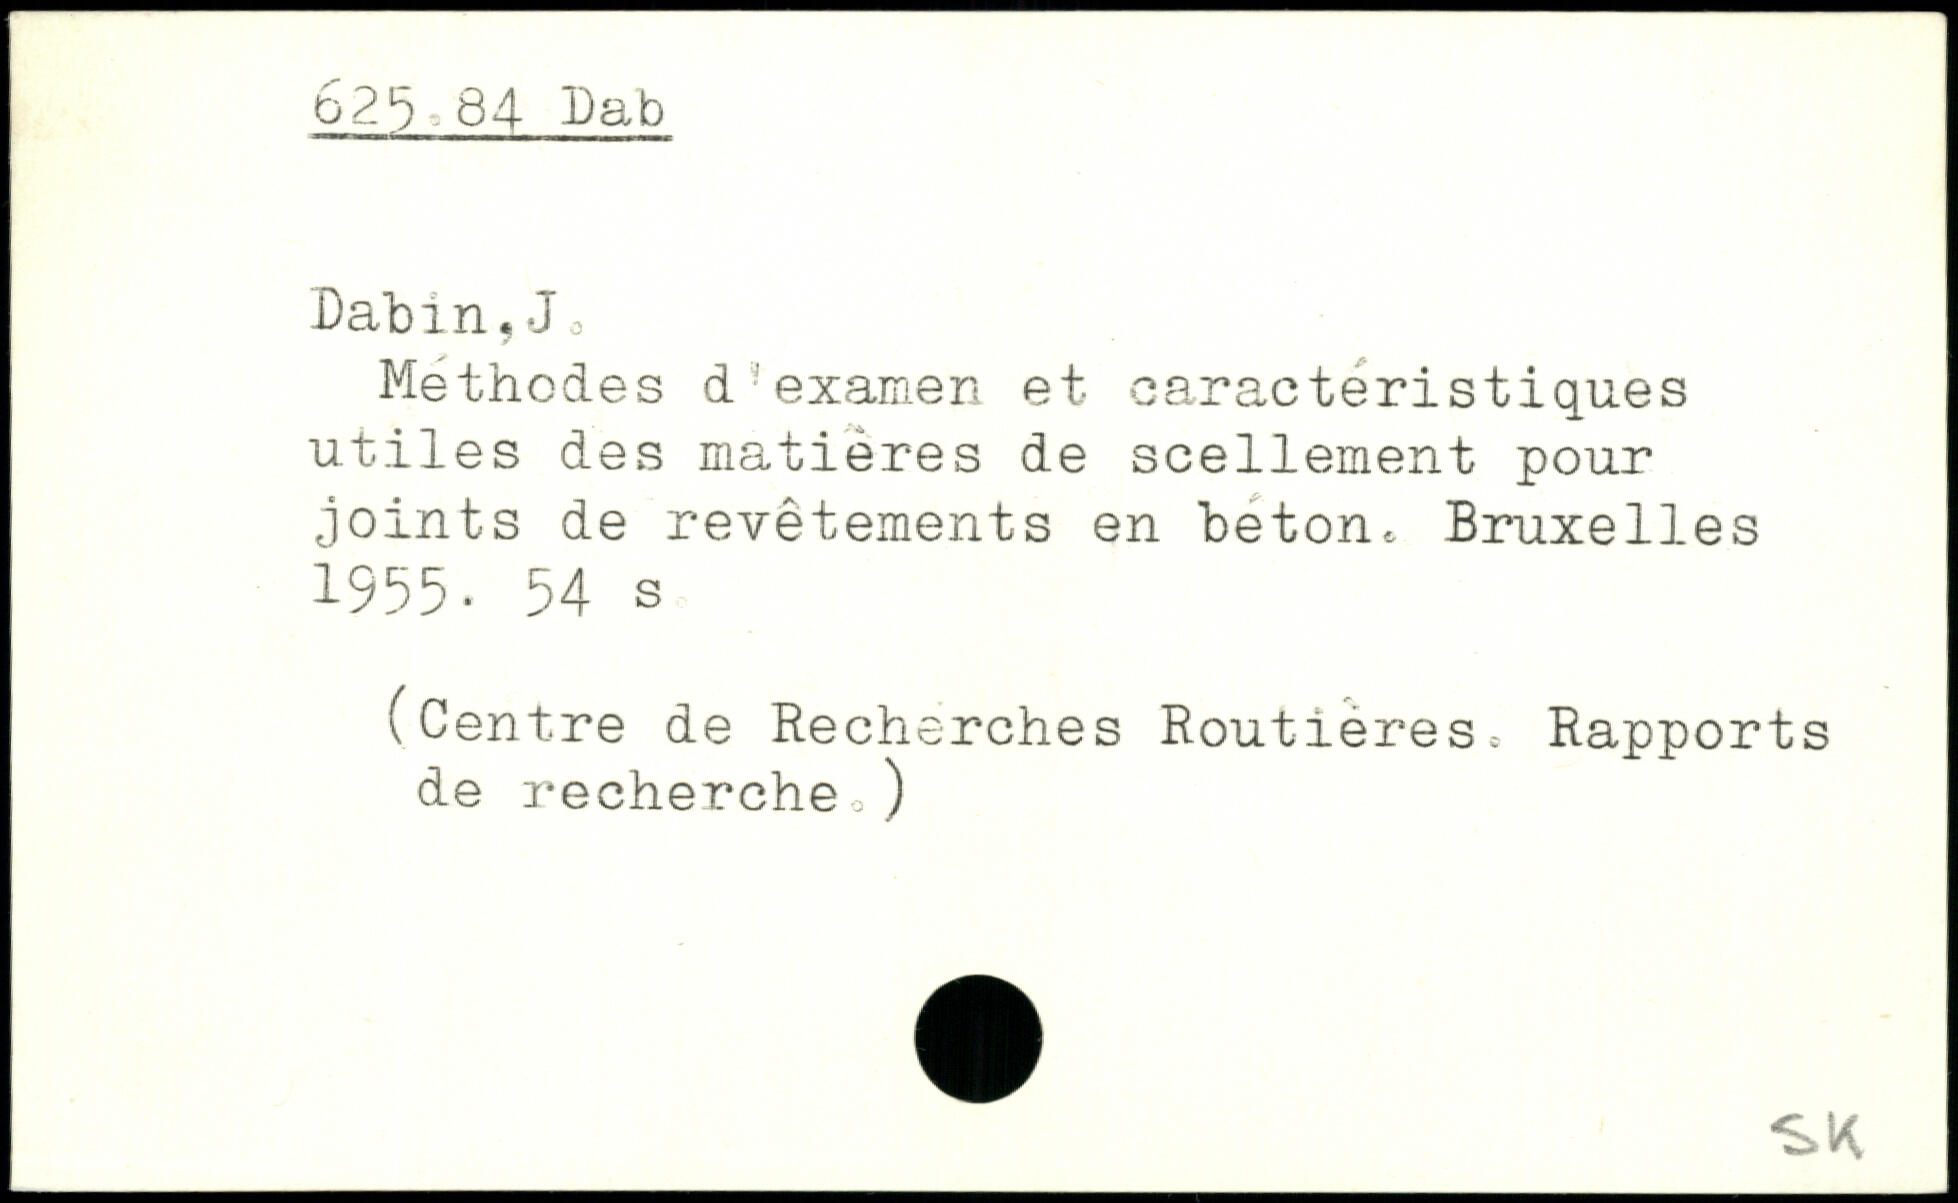 625.84 Dab
Dabin,J.
Méthodes d'examen et caractéristiques
utiles des matières de scellement pour
joints de revêtements en béton. Bruxelles
1955. 54 s.
(Centre de Recherches Routières. Rapports
de recherche.)
SK